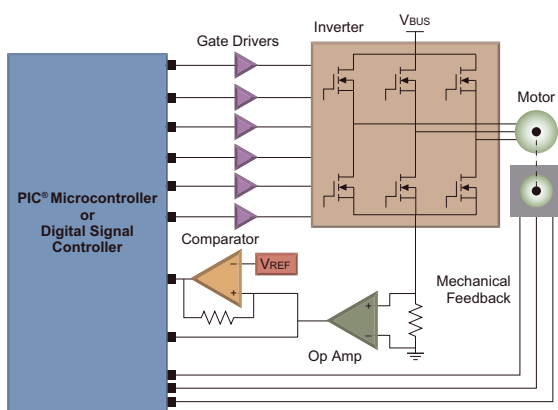 Gate Drivers
Inverter
VBUS
Motor
PIC® Microcontroller
or
Digital Signal
Controller
Comparator
–
VREF
+
Mechanical
Feedback
+
–
Op Amp